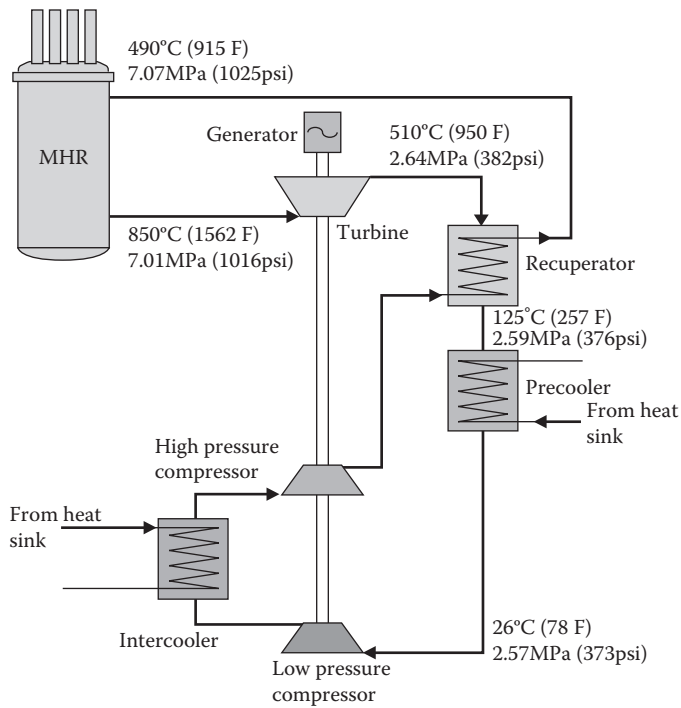 490°C (915 F)
7.07MPa (1025psi)
MHR
Generator
510°C (950 F)
2.64MPa (382psi)
850°C (1562 F)
7.01MPa (1016psi)
Turbine
Recuperator
125°C (257 F)
2.59MPa (376psi)
Precooler
From heat
sink
High pressure
compressor
From heat
sink
Intercooler
26°C (78 F)
2.57MPa (373psi)
Low pressure
compressor